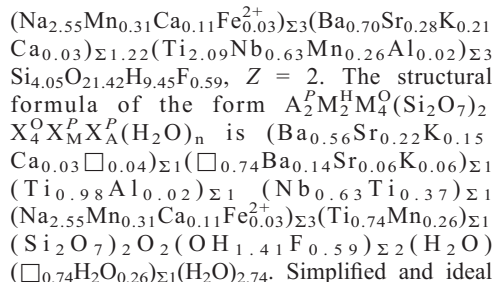 (Na2.55Mn0.31Ca0.11Fe2+0.03)Σ3(Ba0.70Sr0.28K0.21
Ca0.03)Σ1.22(Ti2.09Nb0.63Mn0.26Al0.02)Σ3
Si4.05O21.42H9.45F0.59, Z = 2. The structural
formula of the form AP2MH2MO4(Si2O7)2
XO4XPMXPA(H2O)n is (Ba0.56Sr0.22K0.15
Ca0.03□0.04)Σ1(□0.74Ba0.14Sr0.06K0.06)Σ1
(Ti0.98Al0.02)Σ1 (Nb0.63Ti0.37)Σ1
(Na2.55Mn0.31Ca0.11Fe2+0.03)Σ3(Ti0.74Mn0.26)Σ1
(Si2O7)2O2(OH1.41F0.59)Σ2(H2O)
(□0.74H2O0.26)Σ1(H2O)2.74. Simplified and ideal